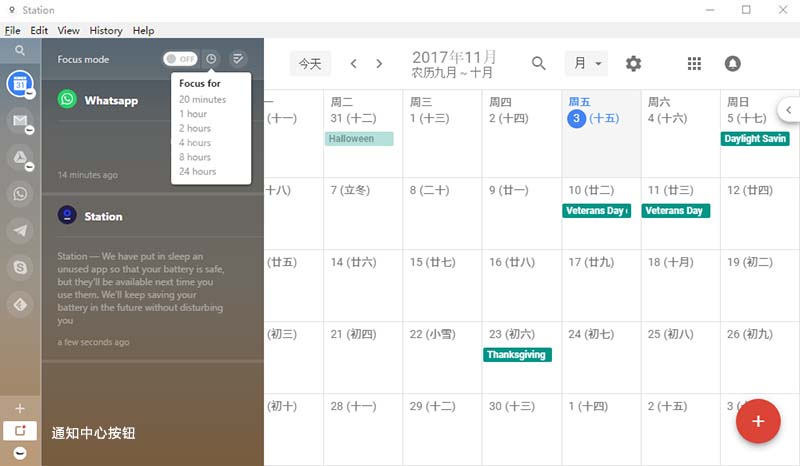 Station
File Edit View History Help
Focus mode OFF
Focus for
20 minutes
1 hour
2 hours
4 hours
8 hours
24 hours
Whatsapp
14 minutes ago
Station
Station — We have put in sleep an
unused app so that your battery is safe,
but they'll be available next time you
use them. We'll keep saving your
battery in the future without disturbing
you
a few seconds ago
通知中心按钮
31
今天
2017年11月
农历九月 ~ 十月
月
一 周二 周三 周四 周五 周六 周日
(十一) 31 (十二) 1 (十三) 2 (十四) 3 (十五) 4 (十六) 5 (十七)
Halloween Daylight Savin
十八) 7 (立冬) 8 (二十) 9 (廿一) 10 (廿二) 11 (廿三) 12 (廿四)
Veterans Day Veterans Day
廿五) 14 (廿六) 15 (廿七) 16 (廿八) 17 (廿九) 18 (十月) 19 (初二)
初三) 21 (初四) 22 (小雪) 23 (初六) 24 (初七) 25 (初八) 26 (初九)
Thanksgiving
初十) 28 (十一) 29 (十二) 30 (十三) 1 (十四) 2 (十五) 3